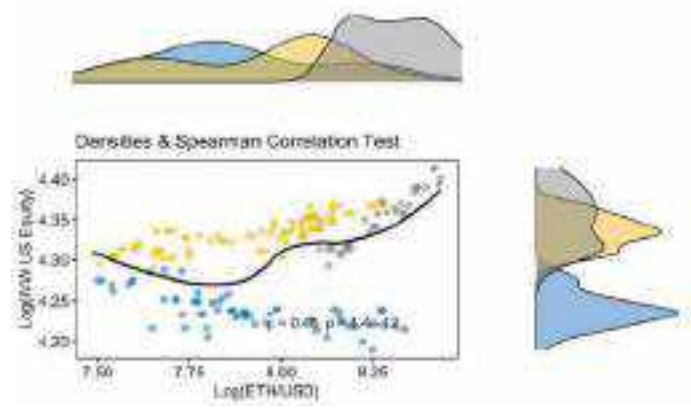 Densities & Spearman Correlation Test
Log(IVW US Equity)
4.40
4.35
4.30
4.25
4.20
7.50 7.75 8.00 8.25
Log(ETH/USD)